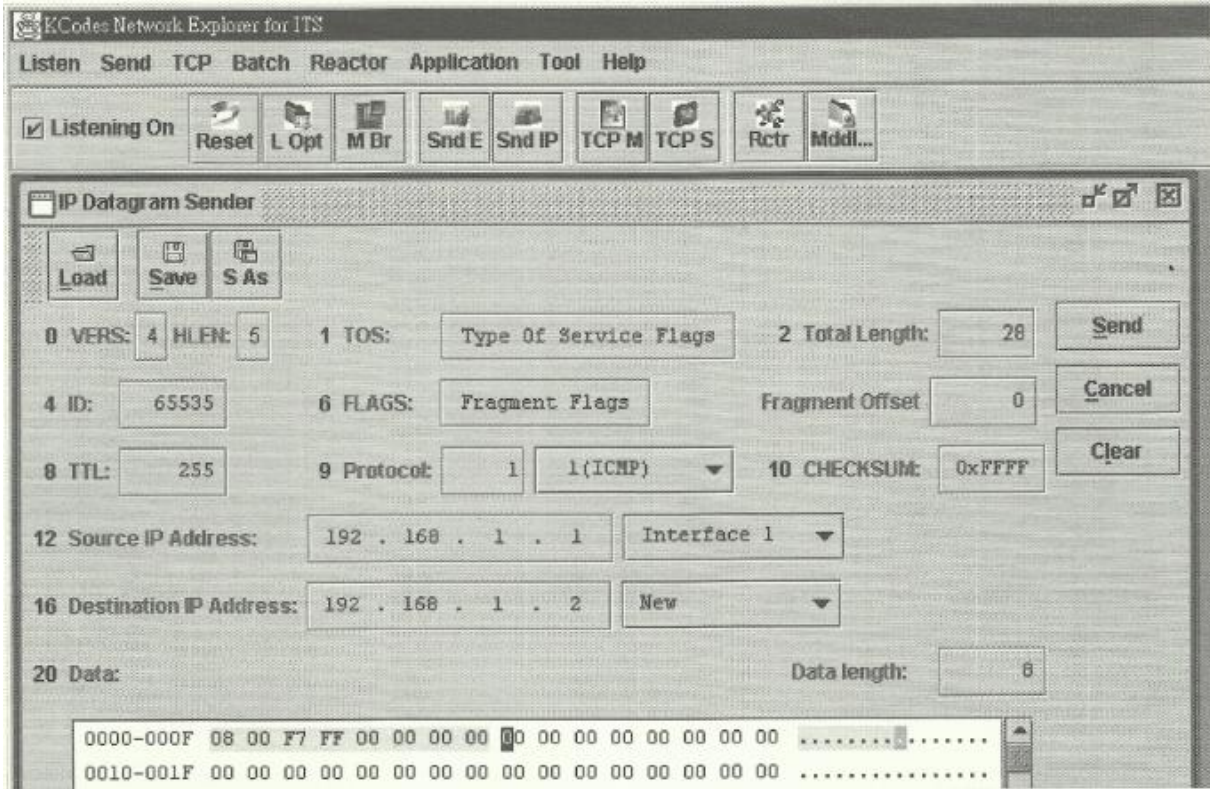 KCodes Network Explorer for ITS
Listen Send TCP Batch Reactor Application Tool Help
Listening On Reset L Opt M Br Snd E Snd IP TCP M TCP S Rctr Mddl...
IP Datagram Sender
Load Save S As
0 VERS: 4 HLEN: 5 1 TOS: Type Of Service Flags 2 Total Length: 28 Send
4 ID: 65535 6 FLAGS: Fragment Flags Fragment Offset 0 Cancel
8 TTL: 255 9 Protocol: 1 1(ICMP) 10 CHECKSUM: 0xFFFF Clear
12 Source IP Address: 192 . 168 . 1 . 1 Interface 1
16 Destination IP Address: 192 . 168 . 1 . 2 New
20 Data: Data length: 8
0000-000F 08 00 F7 FF 00 00 00 00 00 00 00 00 00 00 00 00 ................
0010-001F 00 00 00 00 00 00 00 00 00 00 00 00 00 00 00 00 ................